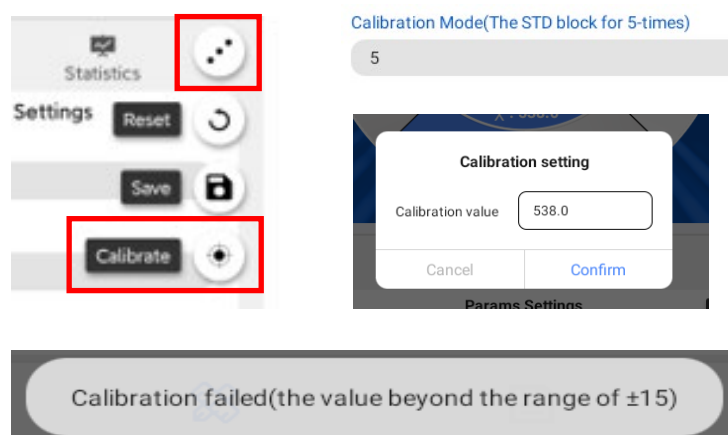 Statistics
Settings
Reset
Save
Calibrate
Calibration Mode(The STD block for 5-times)
5
Calibration setting
Calibration value
538.0
Cancel
Confirm
Params Settings
Calibration failed(the value beyond the range of ±15)